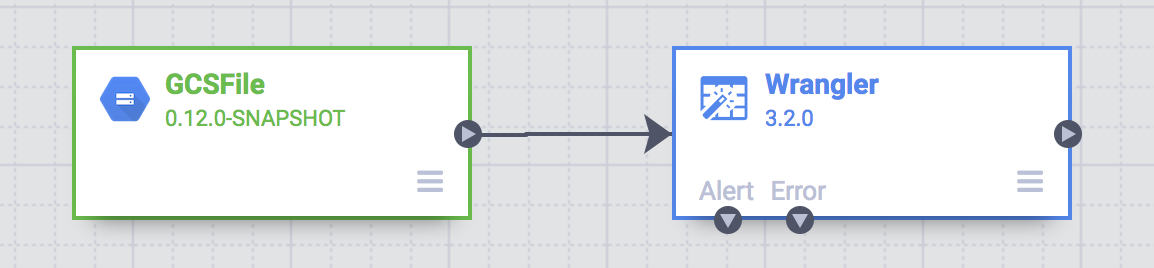 GCSFile
0.12.0-SNAPSHOT
Wrangler
3.2.0
Alert Error